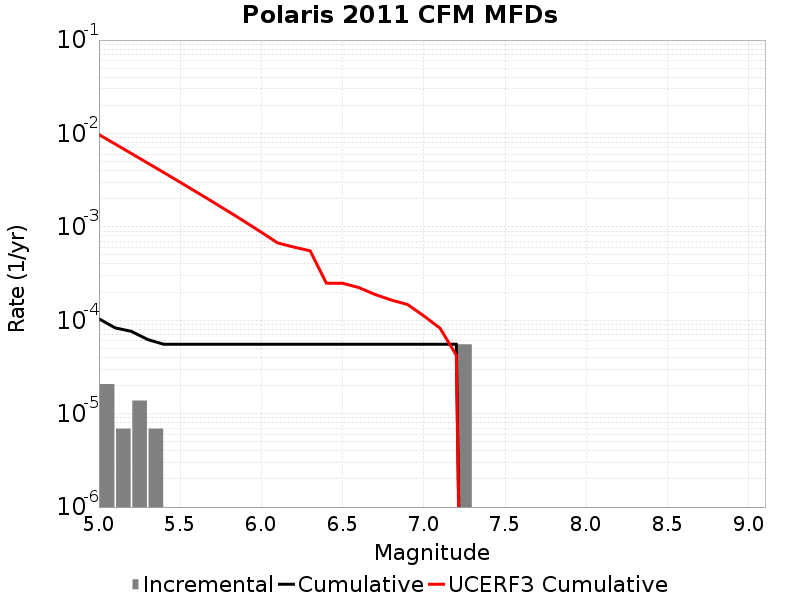 Polaris 2011 CFM MFDs
10-1
10-2
10-3
10-4
10-5
10-6
Rate (1/yr)
5.0 5.5 6.0 6.5 7.0 7.5 8.0 8.5 9.0
Magnitude
Incremental Cumulative UCERF3 Cumulative